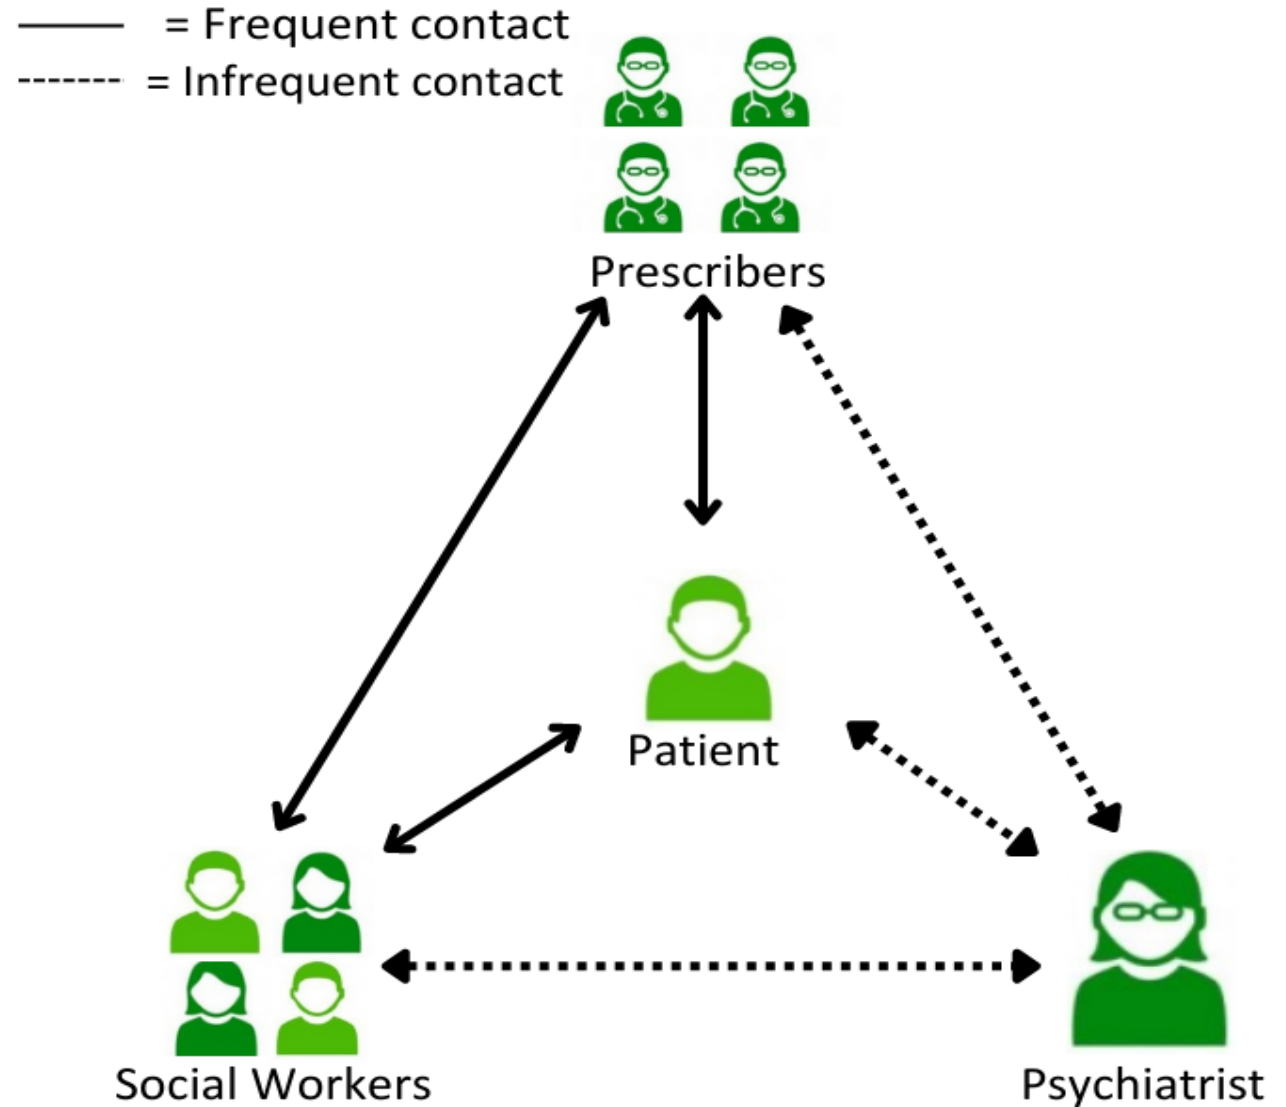 = Frequent contact
= Infrequent contact
Prescribers
Patient
Social Workers
Psychiatrist